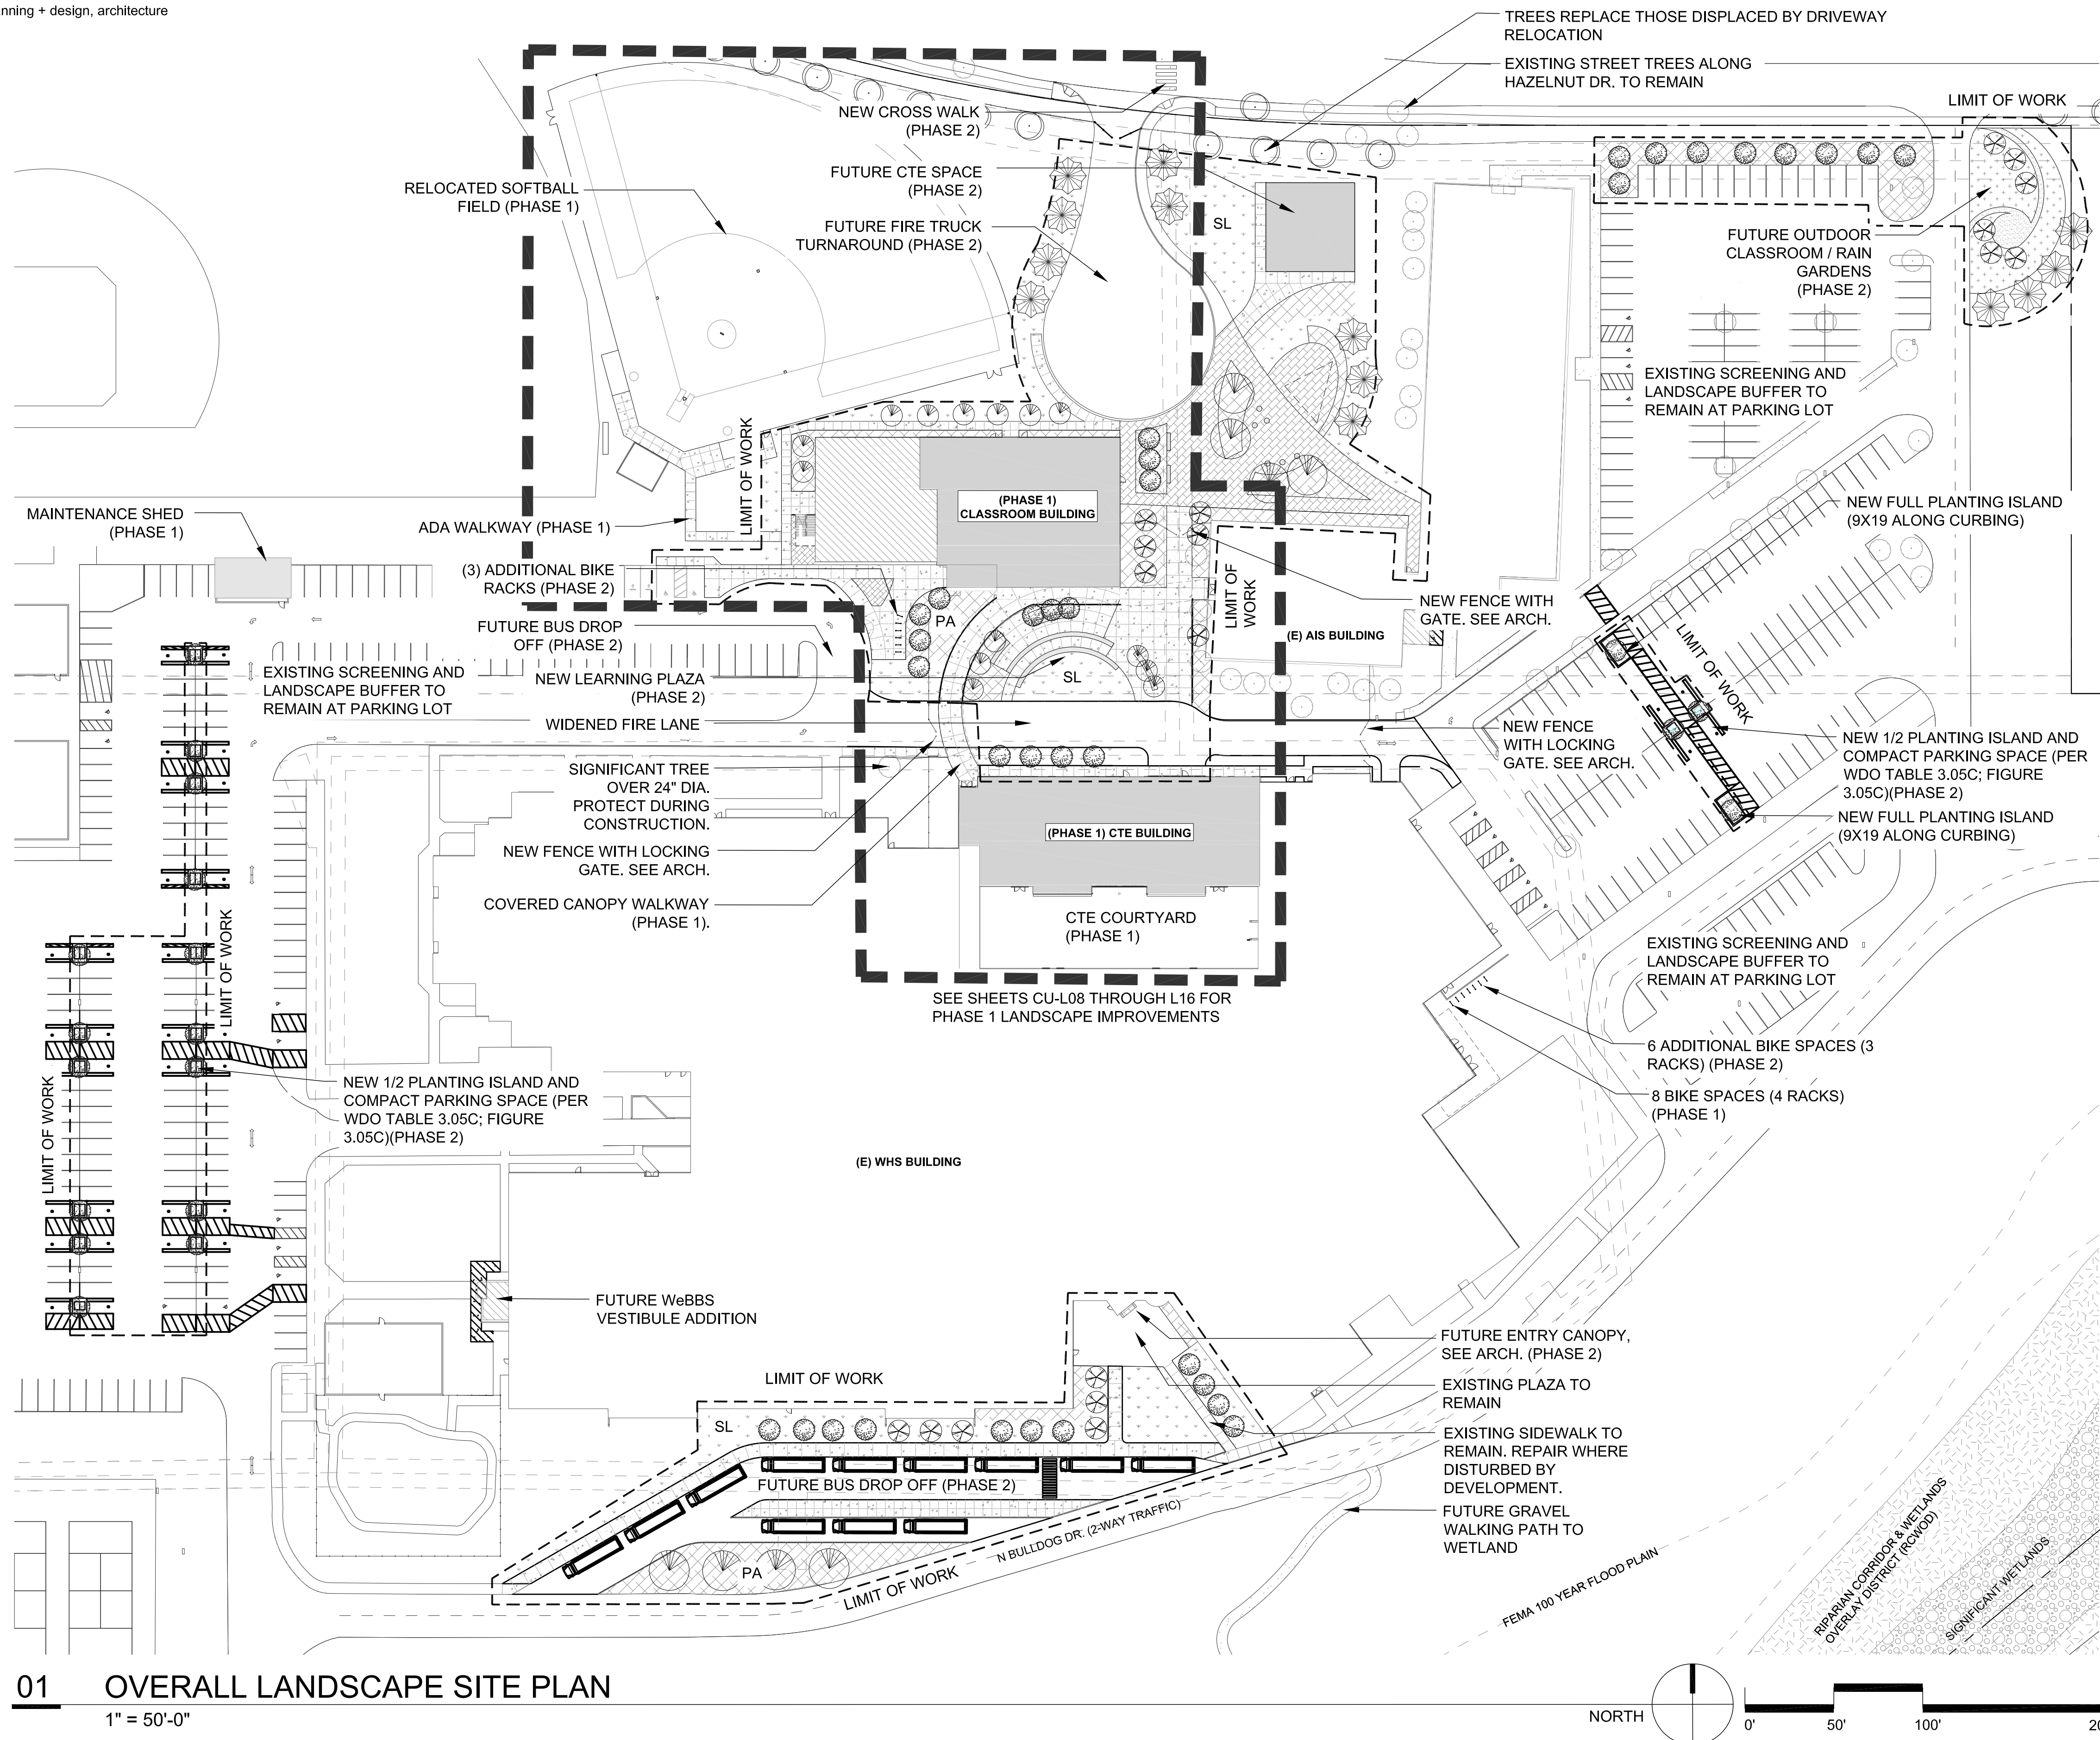 nning + design, architecture
TREES REPLACE THOSE DISPLACED BY DRIVEWAY
RELOCATION
EXISTING STREET TREES ALONG
HAZELNUT DR. TO REMAIN
LIMIT OF WORK
NEW CROSS WALK
(PHASE 2)
FUTURE CTE SPACE
(PHASE 2)
RELOCATED SOFTBALL
FIELD (PHASE 1)
FUTURE FIRE TRUCK
TURNAROUND (PHASE 2)
SL
FUTURE OUTDOOR
CLASSROOM / RAIN
GARDENS
(PHASE 2)
EXISTING SCREENING AND
LANDSCAPE BUFFER TO
REMAIN AT PARKING LOT
LIMIT OF WORK
(PHASE 1)
CLASSROOM BUILDING
NEW FULL PLANTING ISLAND
(9X19 ALONG CURBING)
MAINTENANCE SHED
(PHASE 1)
ADA WALKWAY (PHASE 1)
(3) ADDITIONAL BIKE
RACKS (PHASE 2)
LIMIT OF
WORK
NEW FENCE WITH
GATE. SEE ARCH.
FUTURE BUS DROP
OFF (PHASE 2)
PA
(E) AIS BUILDING
LIMIT OF WORK
EXISTING SCREENING AND
LANDSCAPE BUFFER TO
REMAIN AT PARKING LOT
NEW LEARNING PLAZA
(PHASE 2)
SL
WIDENED FIRE LANE
NEW FENCE
WITH LOCKING
GATE. SEE ARCH.
NEW 1/2 PLANTING ISLAND AND
COMPACT PARKING SPACE (PER
WDO TABLE 3.05C; FIGURE
3.05C)(PHASE 2)
SIGNIFICANT TREE
OVER 24" DIA.
PROTECT DURING
CONSTRUCTION.
NEW FULL PLANTING ISLAND
(9X19 ALONG CURBING)
(PHASE 1) CTE BUILDING
NEW FENCE WITH LOCKING
GATE. SEE ARCH.
COVERED CANOPY WALKWAY
(PHASE 1).
CTE COURTYARD
(PHASE 1)
LIMIT OF WORK
EXISTING SCREENING AND
LANDSCAPE BUFFER TO
REMAIN AT PARKING LOT
SEE SHEETS CU-L08 THROUGH L16 FOR
PHASE 1 LANDSCAPE IMPROVEMENTS
6 ADDITIONAL BIKE SPACES (3
RACKS) (PHASE 2)
8 BIKE SPACES (4 RACKS)
(PHASE 1)
LIMIT OF WORK
NEW 1/2 PLANTING ISLAND AND
COMPACT PARKING SPACE (PER
WDO TABLE 3.05C; FIGURE
3.05C)(PHASE 2)
(E) WHS BUILDING
FUTURE WeBBS
VESTIBULE ADDITION
FUTURE ENTRY CANOPY,
SEE ARCH. (PHASE 2)
LIMIT OF WORK
EXISTING PLAZA TO
REMAIN
SL
EXISTING SIDEWALK TO
REMAIN. REPAIR WHERE
DISTURBED BY
DEVELOPMENT.
FUTURE BUS DROP OFF (PHASE 2)
FUTURE GRAVEL
WALKING PATH TO
WETLAND
N BULLDOG DR. (2-WAY TRAFFIC)
PA
LIMIT OF WORK
FEMA 100 YEAR FLOOD PLAIN
RIPARIAN CORRIDOR & WETLANDS
OVERLAY DISTRICT (RCWOD)
SIGNIFICANT WETLANDS
01 OVERALL LANDSCAPE SITE PLAN
1" = 50'-0"
NORTH
0' 50' 100' 20